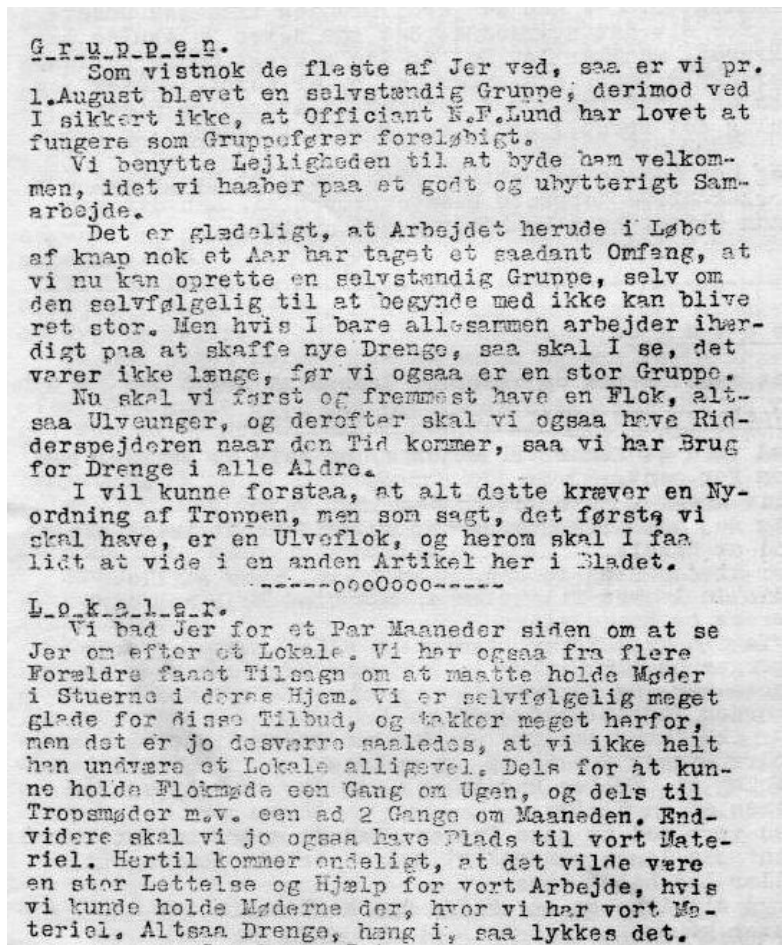 G r u p p e n.
Som vistnok de fleste af Jer ved, saa er vi pr.
1.August blevet en selvstændig Gruppe, derimod ved
I sikkert ikke, at Officiant N.F.Lund har lovet at
fungere som Gruppefører foreløbigt.
Vi benytte Lejligheden til at byde ham velkom-
men, idet vi haaber paa et godt og ubytterigt Sam-
arbejde.
Det er glædeligt, at Arbejdet herude i Løbet
af knap nok et Aar har taget et saadant Omfang, at
vi nu kan oprette en selvstændig Gruppe, selv om
den selvfølgelig til at begynde med ikke kan blive
ret stor. Men hvis I bare allesammen arbejder ihær-
digt paa at skaffe nye Drenge, saa skal I se, det
varer ikke længe, før vi ogsaa er en stor Gruppe.
Nu skal vi først og fremmest have en Flok, alt-
saa Ulveunger, og derefter skal vi ogsaa have Rid-
derspejderen naar den Tid kommer, saa vi har Brug
for Drenge i alle Aldre.
I vil kunne forstaa, at alt dette kræver en Ny-
ordning af Troppen, men som sagt, det første vi
skal have, er en Ulveflok, og herom skal I faa
lidt at vide i en anden Artikel her i Bladet.
------oooOooo------
L o k a l e r.
Vi bad Jer for et Par Maaneder siden om at se
Jer om efter et Lokale. Vi har ogsaa fra flere
Forældre faaet Tilsagn om at maatte holde Møder
i Stuerne i deres Hjem. Vi er selvfølgelig meget
glade for disse Tilbud, og takker meget herfor,
men det er jo desværre saaledes, at vi ikke helt
han undvære et Lokale alligevel. Dels for at kun-
ne holde Flokmøde een Gang om Ugen, og dels til
Tropsmøder m.v. een ad 2 Gange om Maaneden. End-
videre skal vi jo ogsaa have Plads til vort Mate-
riel. Hertil kommer endeligt, at det vilde være
en stor Lettelse og Hjælp for vort Arbejde, hvis
vi kunde holde Møderne der, hvor vi har vort Ma-
teriel. Altsaa Drenge, hæng i, saa lykkes det.